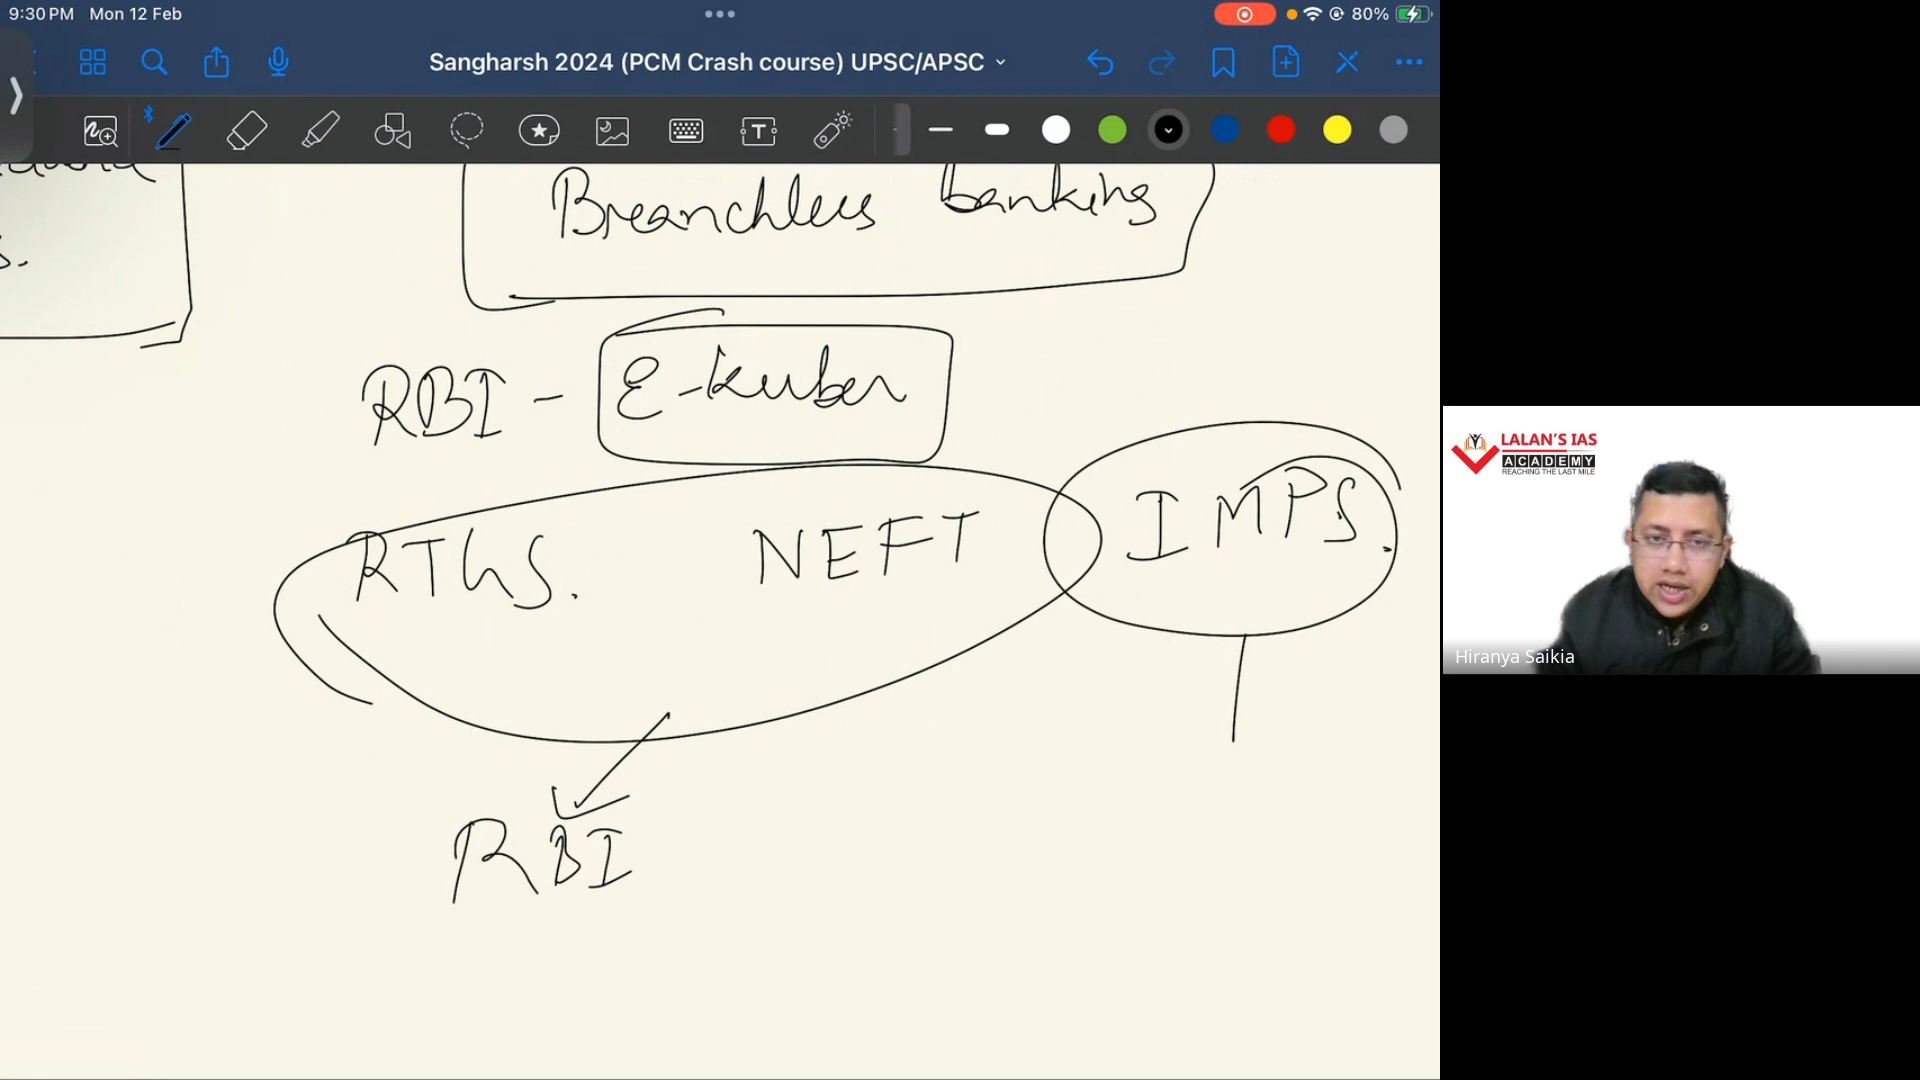 9:30 PM Mon 12 Feb
80%
Sangharsh 2024 (PCM Crash course) UPSC/APSC
T
Branchless banking
s.
RBI - E-kuber
RTGS. NEFT IMPS.
RBI
LALAN'S IAS
ACADEMY
REACHING THE LAST MILE
Hiranya Saikia